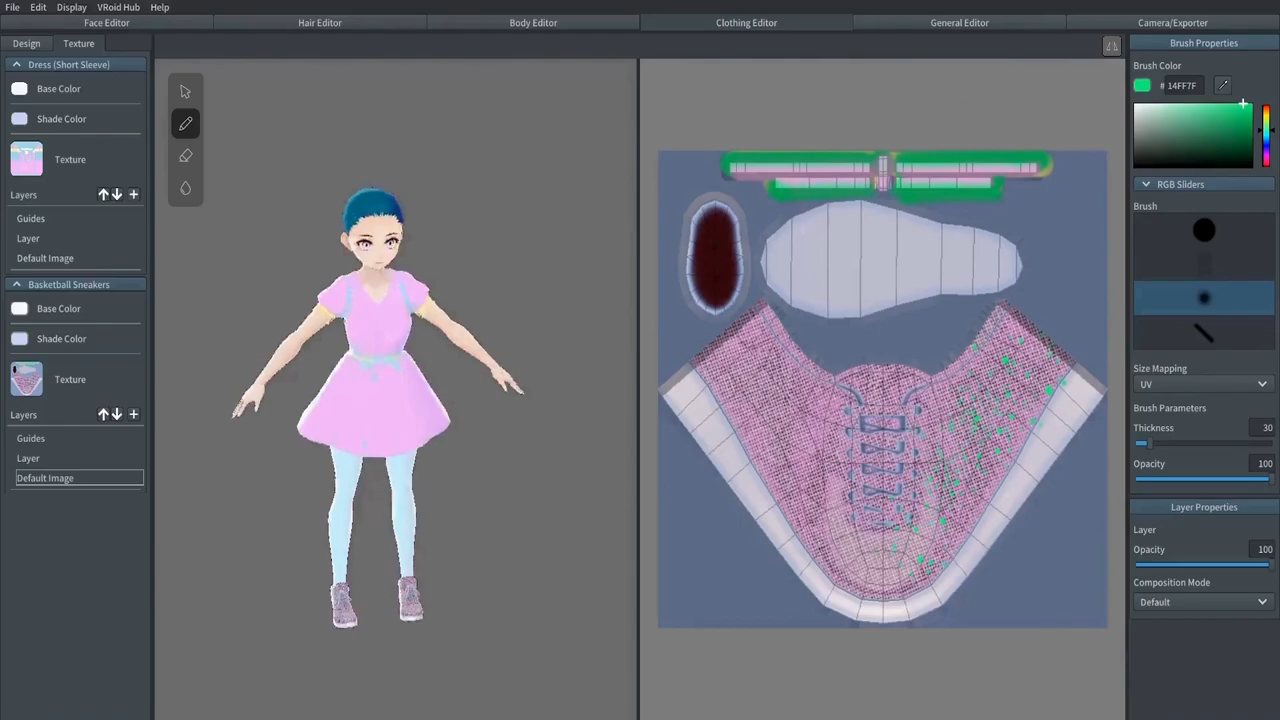 File Edit Display VRoid Hub Help
Face Editor Hair Editor Body Editor Clothing Editor General Editor Camera/Exporter
Design Texture
Dress (Short Sleeve)
Base Color
Shade Color
Texture
Layers
Guides
Layer
Default Image
Basketball Sneakers
Base Color
Shade Color
Texture
Layers
Guides
Layer
Default Image
Brush Properties
Brush Color
# 14FF7F
RGB Sliders
Brush
Size Mapping
UV
Brush Parameters
Thickness 30
Opacity 100
Layer Properties
Layer
Opacity 100
Composition Mode
Default